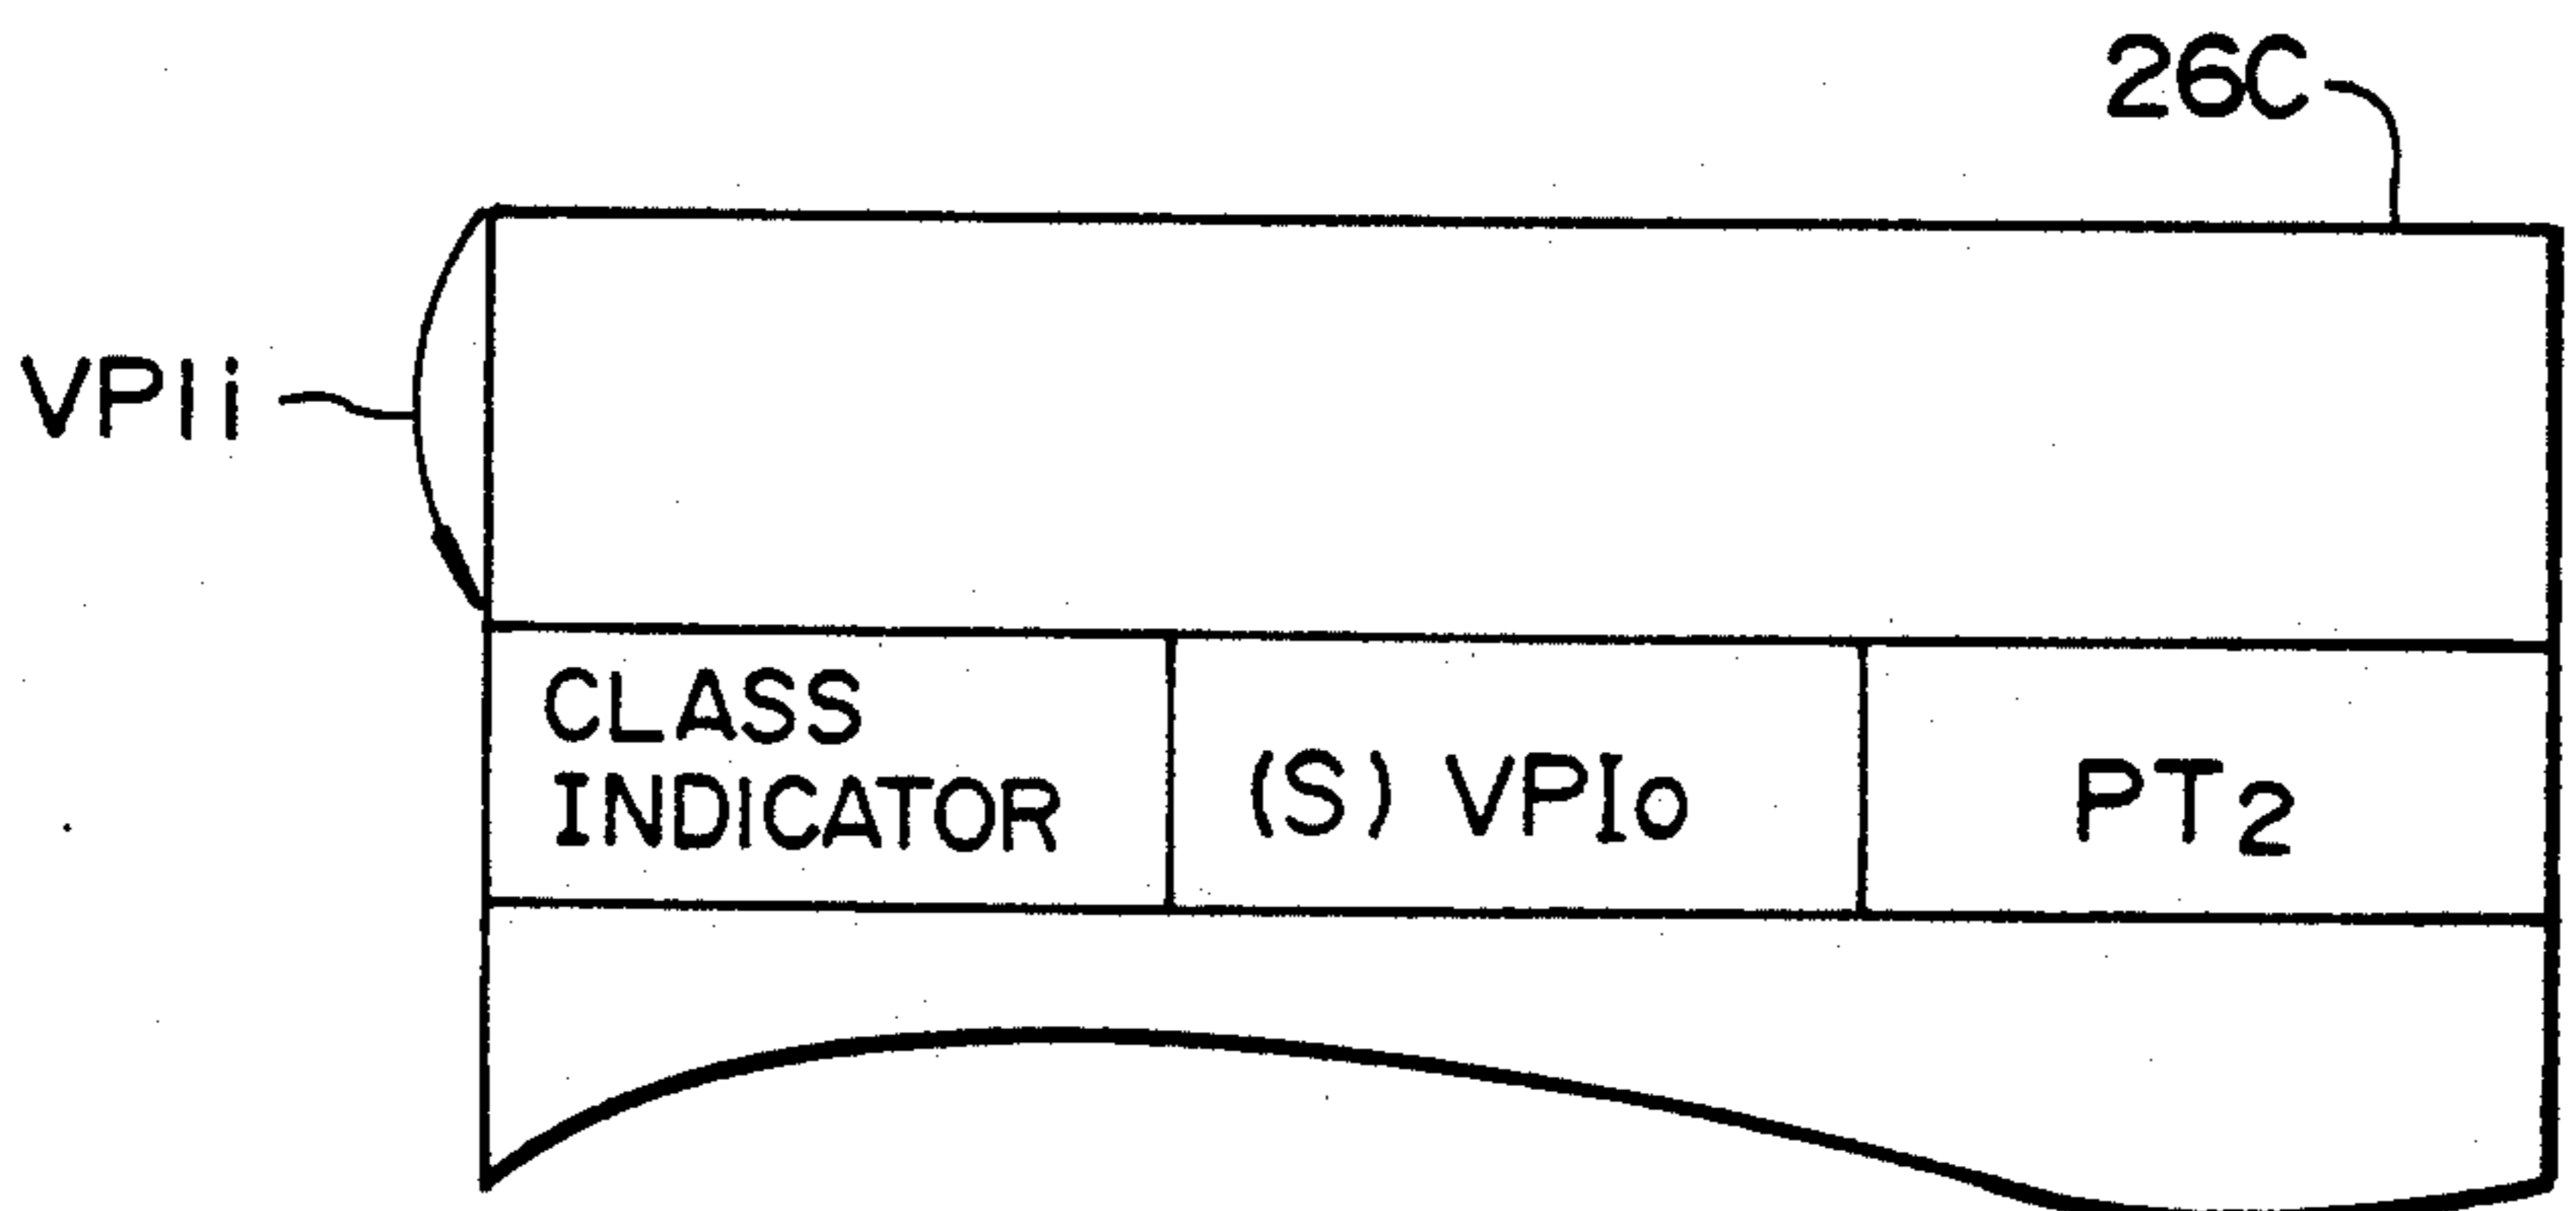 26C
VPIi
CLASS
INDICATOR
(S) VPIo
PT2